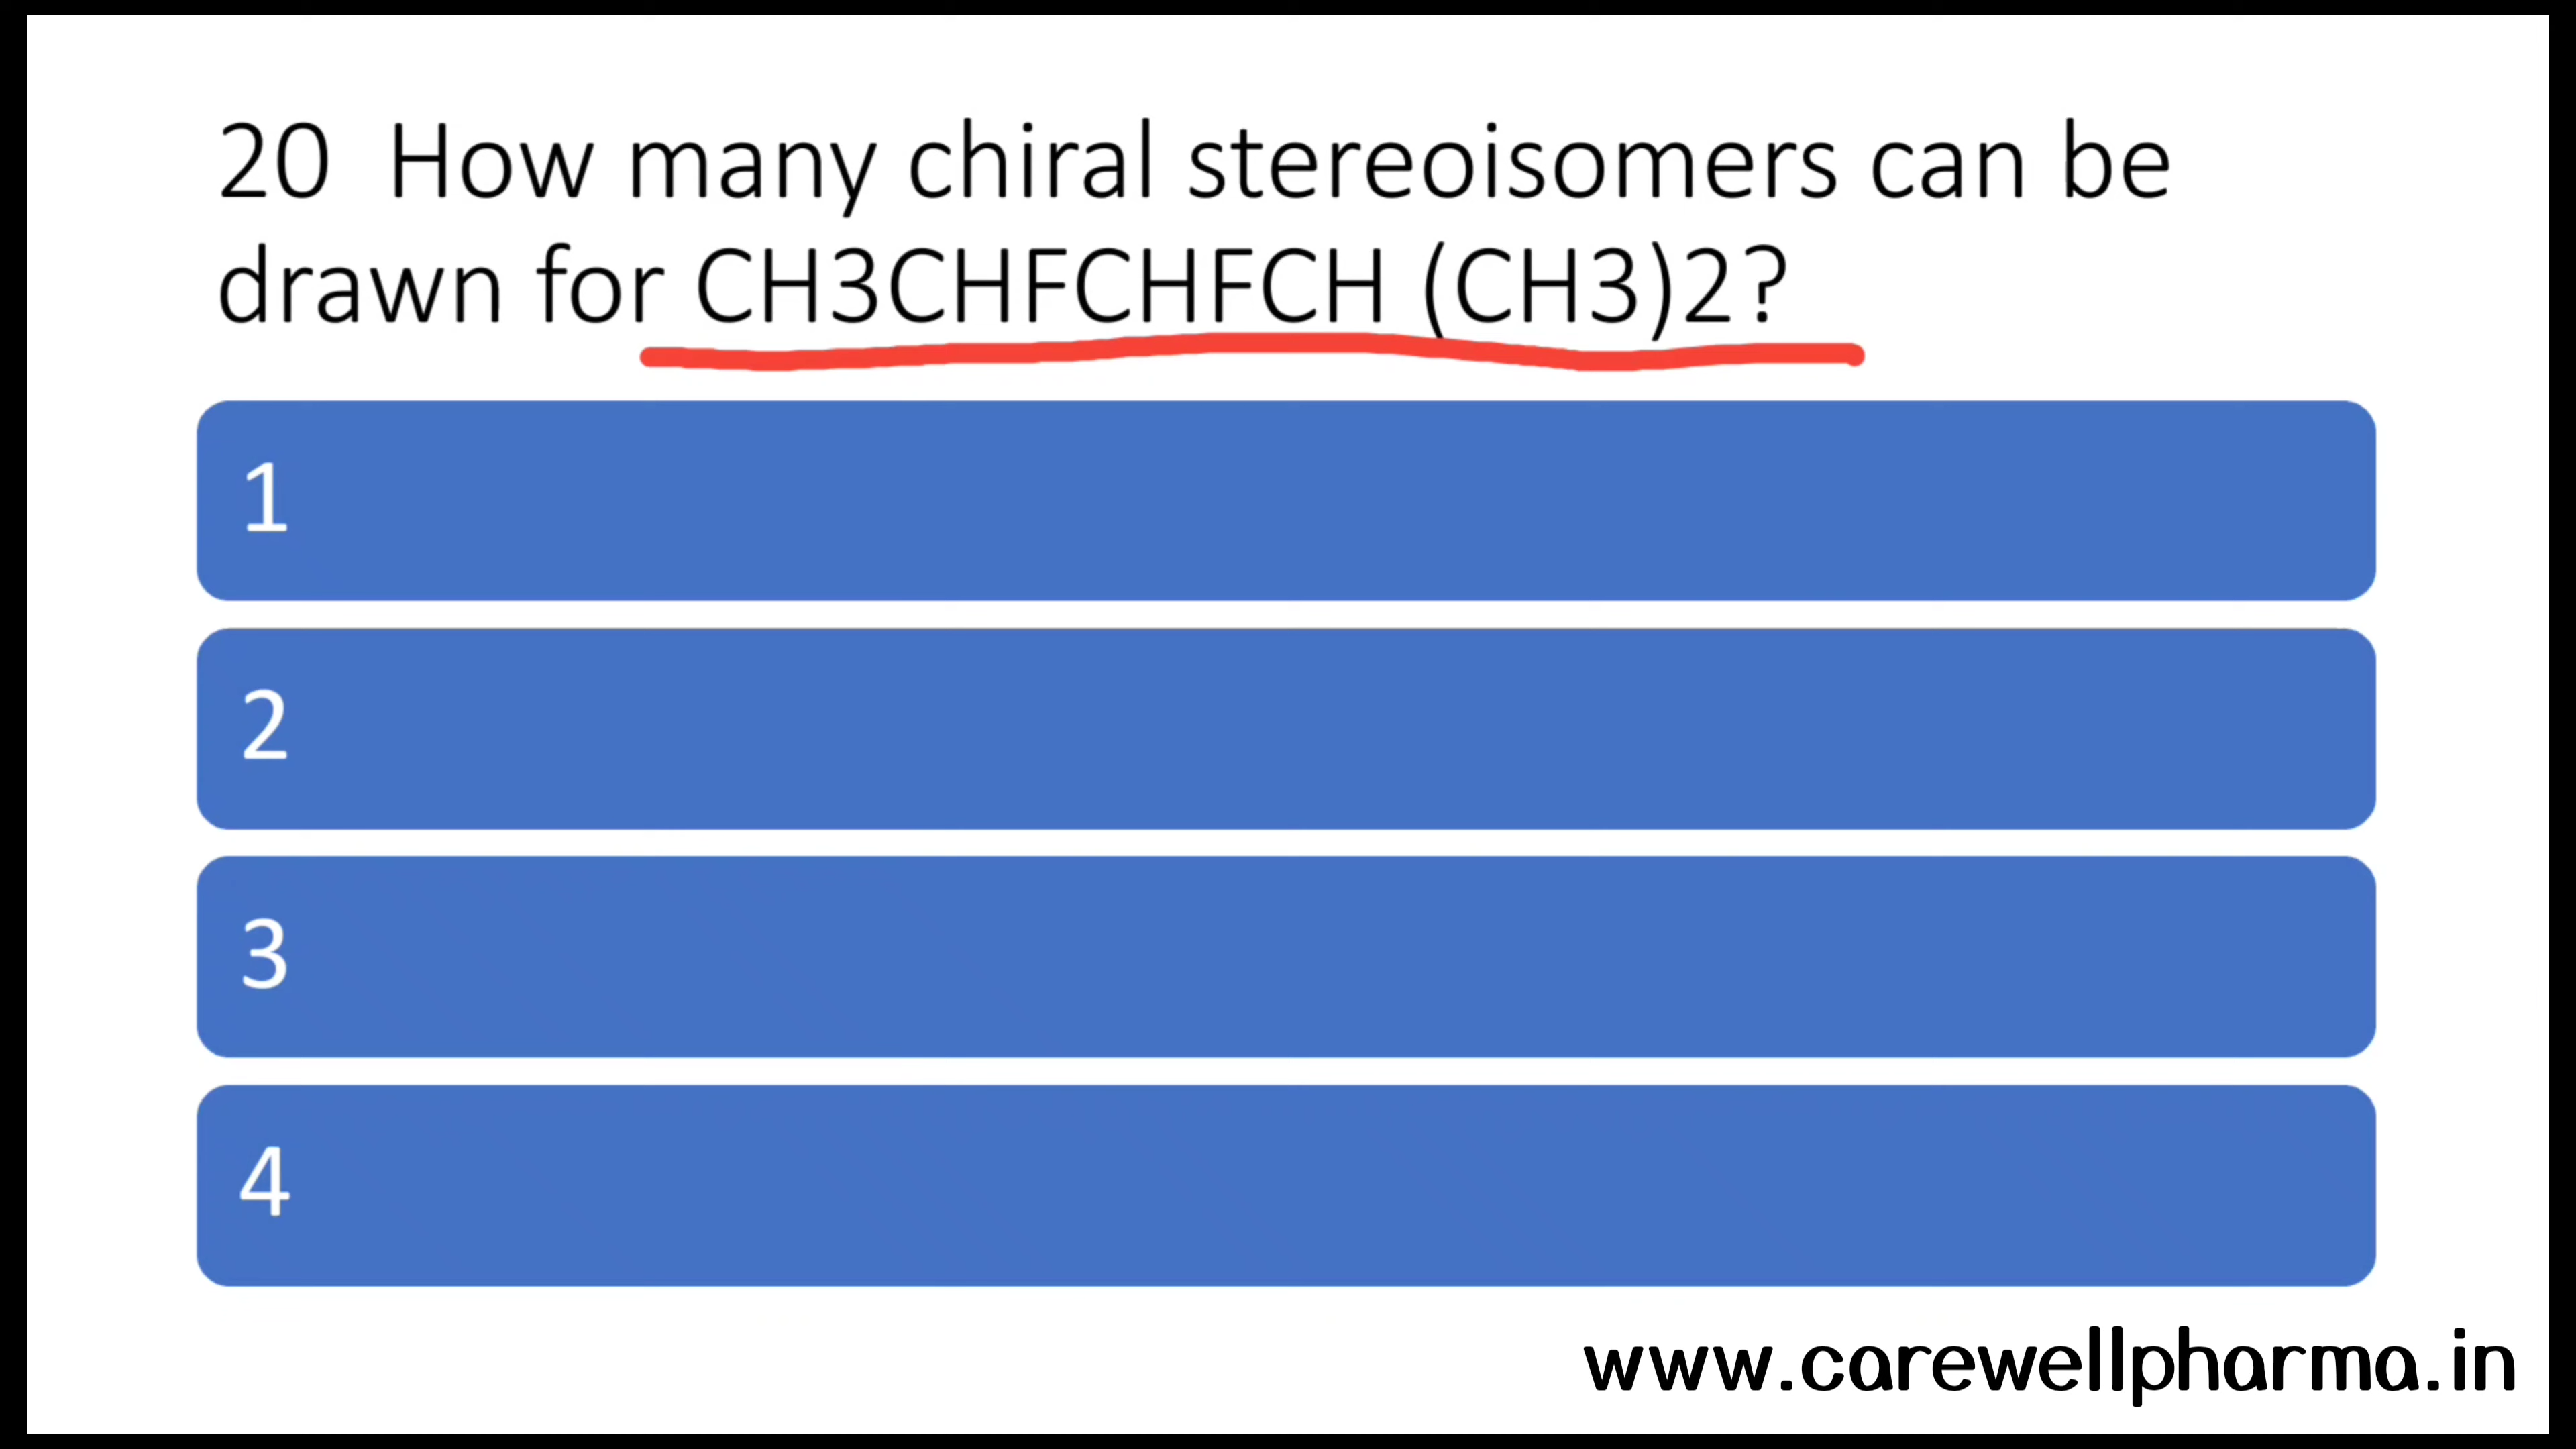 20  How many chiral stereoisomers can be
drawn for CH3CHFCHFCH (CH3)2?
1
2
3
4
www.carewellpharma.in